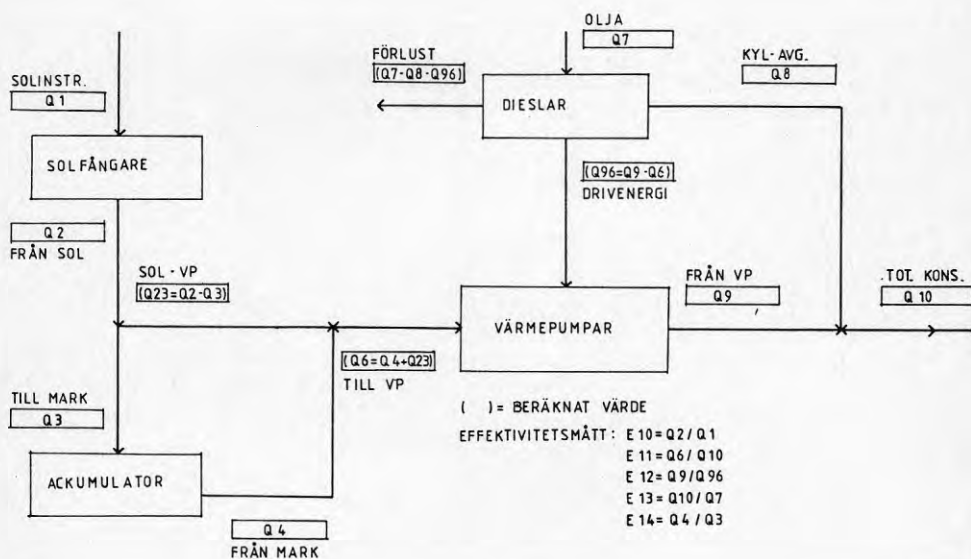 OLJA
Q7
FÖRLUST
(Q7-Q8-Q96)
KYL-AVG.
Q8
SOLINSTR.
Q1
DIESLAR
SOLFÅNGARE
(Q96=Q9-Q6)
DRIVENERGI
Q2
FRÅN SOL
SOL-VP
(Q23=Q2-Q3)
FRÅN VP
Q9
TOT. KONS.
Q10
VÄRMEPUMPAR
(Q6=Q4+Q23)
TILL VP
TILL MARK
Q3
( )= BERÄKNAT VÄRDE
EFFEKTIVITETSMÅTT: E10=Q2/Q1
E11=Q6/Q10
E12=Q9/Q96
E13=Q10/Q7
E14=Q4/Q3
ACKUMULATOR
Q4
FRÅN MARK